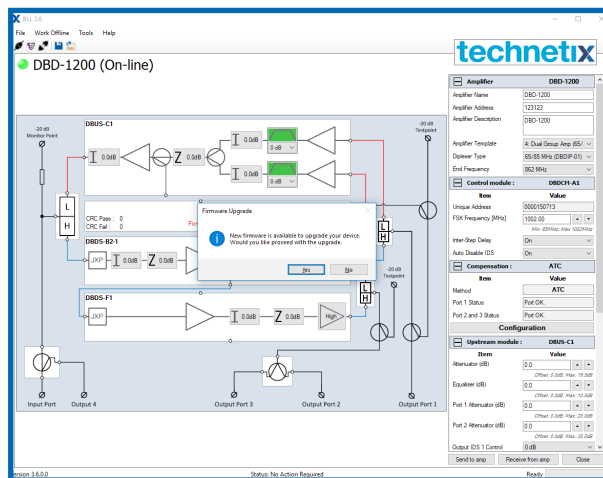 BLL 3.6
File Work Offline Tools Help
technetix
DBD-1200 (On-line)
-20 dB
Monitor Point
DBUS-C1
0.0dB
0.0dB
0.0dB
0 dB
0.0dB
0 dB
-20 dB
Testpoint
L
H
CRC Pass : 0
CRC Fail : 0
Firmware Upgrade
New firmware is available to upgrade your device.
Would you like proceed with the upgrade.
Yes No
L
H
DBDS-B2-1
JXP
0.0dB
0.0dB
-20 dB
Testpoint
L
H
DBDS-F1
JXP
0.0dB
0.0dB
High
Input Port
Output 4
Output Port 3
Output Port 2
Output Port 1
Amplifier DBD-1200
Amplifier Name DBD-1200
Amplifier Address 123123
Amplifier Description DBD-1200
Amplifier Template 4: Dual Group Amp (65/
Diplexer Type 65/85 MHz (DBDIP-01)
End Frequency 862 MHz
Control module : DBDCM-A1
Item Value
Unique Address 0000150713
FSK Frequency (MHz) 1002.00
Min: 85MHz, Max 1002MHz
Inter-Step Delay On
Auto Disable IDS On
Compensation : ATC
Item Value
Method ATC
Port 1 Status Port OK.
Port 2 and 3 Status Port OK.
Configuration
Upstream module : DBUS-C1
Item Value
Attenuator (dB) 0.0
Equaliser (dB) 0.0
Port 1 Attenuator (dB) 0.0
Port 2 Attenuator (dB) 0.0
Output IDS 1 Control 0 dB
Send to amp Receive from amp Close
Version 3.6.0.0 Status: No Action Required Ready